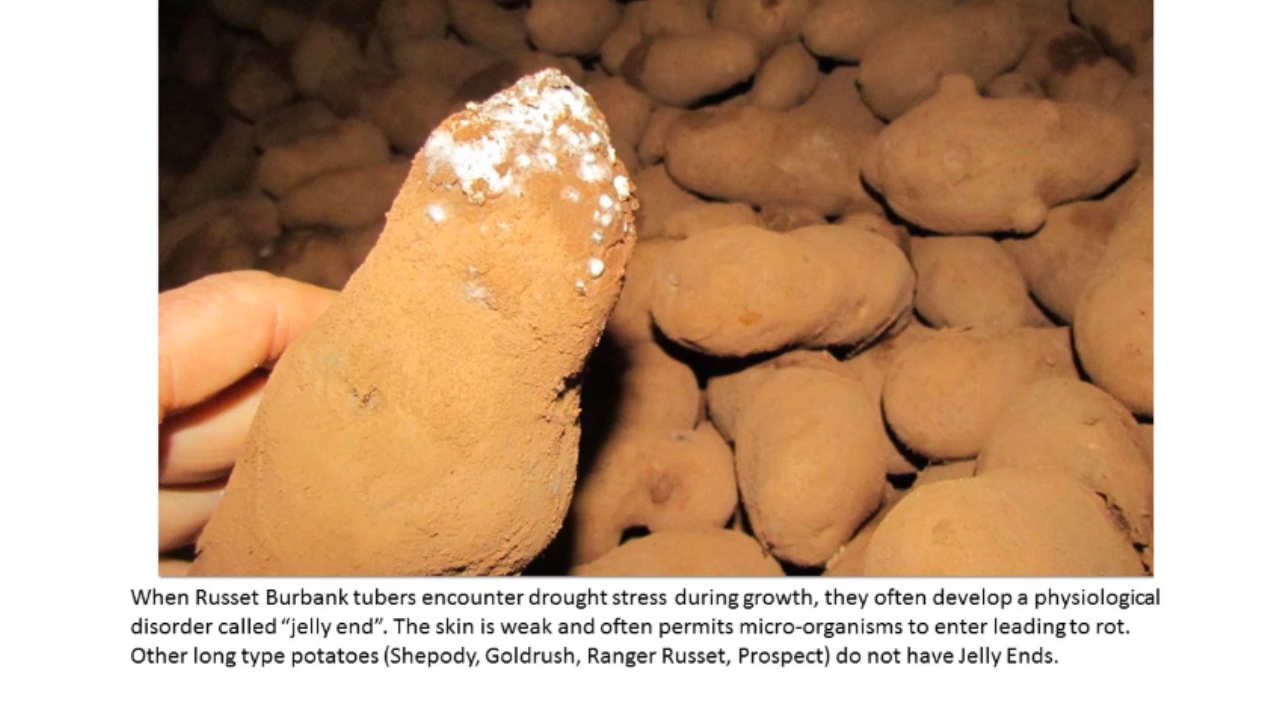 When Russet Burbank tubers encounter drought stress during growth, they often develop a physiological
disorder called “jelly end”. The skin is weak and often permits micro-organisms to enter leading to rot.
Other long type potatoes (Shepody, Goldrush, Ranger Russet, Prospect) do not have Jelly Ends.